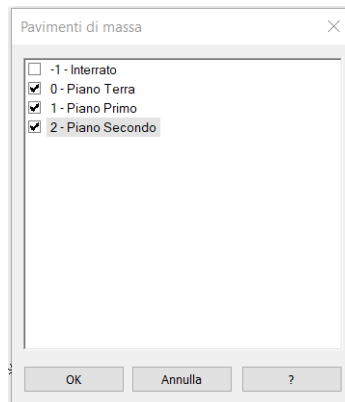 Pavimenti di massa
-1 - Interrato
0 - Piano Terra
1 - Piano Primo
2 - Piano Secondo
OK Annulla ?